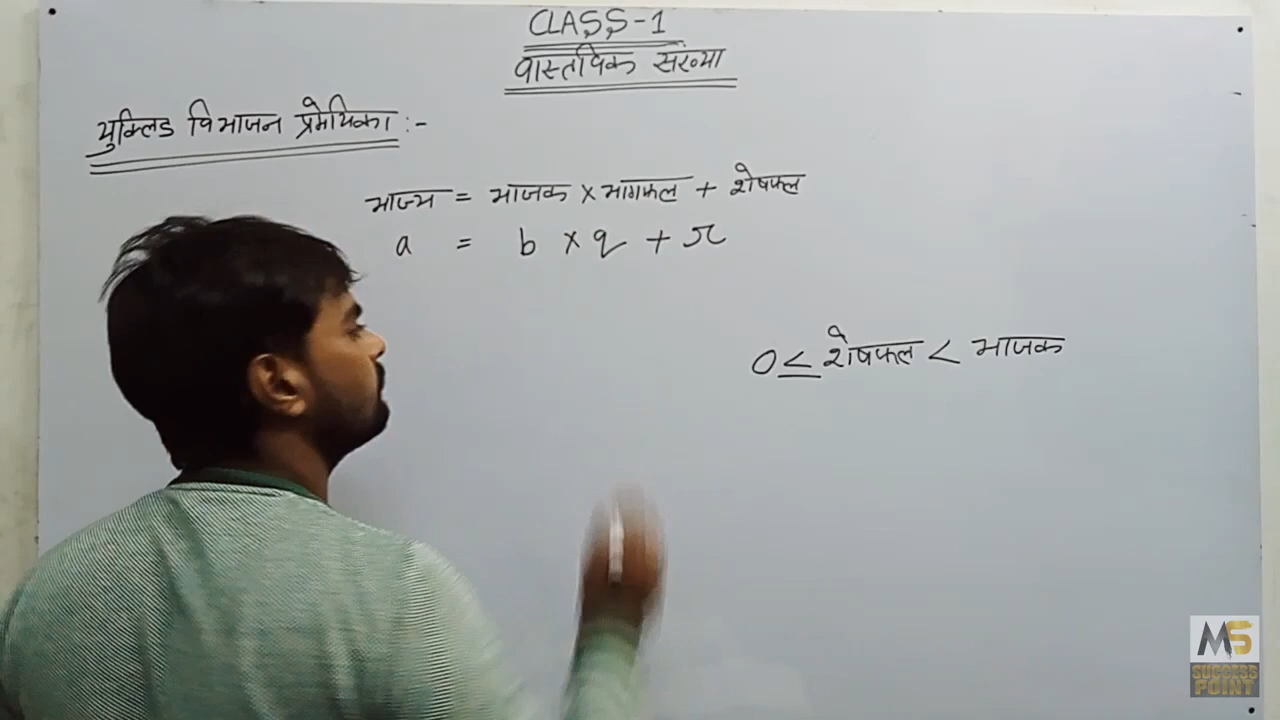 CLASS-1
वास्तविक संख्या
युक्लिड विभाजन प्रमेयिका :-
भाज्य = भाजक × भागफल + शेषफल
a = b × q + r
0 ≤ शेषफल < भाजक
MS
SUCCESS
POINT